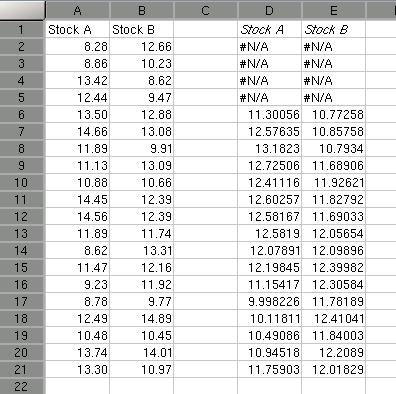 A B C D E
1 Stock A Stock B Stock A Stock B
2 8.28 12.66 #N/A #N/A
3 8.86 10.23 #N/A #N/A
4 13.42 8.62 #N/A #N/A
5 12.44 9.47 #N/A #N/A
6 13.50 12.88 11.30056 10.77258
7 14.66 13.08 12.57635 10.85758
8 11.89 9.91 13.1823 10.7934
9 11.13 13.09 12.72506 11.68906
10 10.88 10.66 12.41116 11.92621
11 14.45 12.39 12.60257 11.82792
12 14.56 12.39 12.58167 11.69033
13 11.89 11.74 12.5819 12.05654
14 8.62 13.31 12.07891 12.09896
15 11.47 12.16 12.19845 12.39982
16 9.23 11.92 11.15417 12.30584
17 8.78 9.77 9.998226 11.78189
18 12.49 14.89 10.11811 12.41041
19 10.48 10.45 10.49086 11.84003
20 13.74 14.01 10.94518 12.2089
21 13.30 10.97 11.75903 12.01829
22